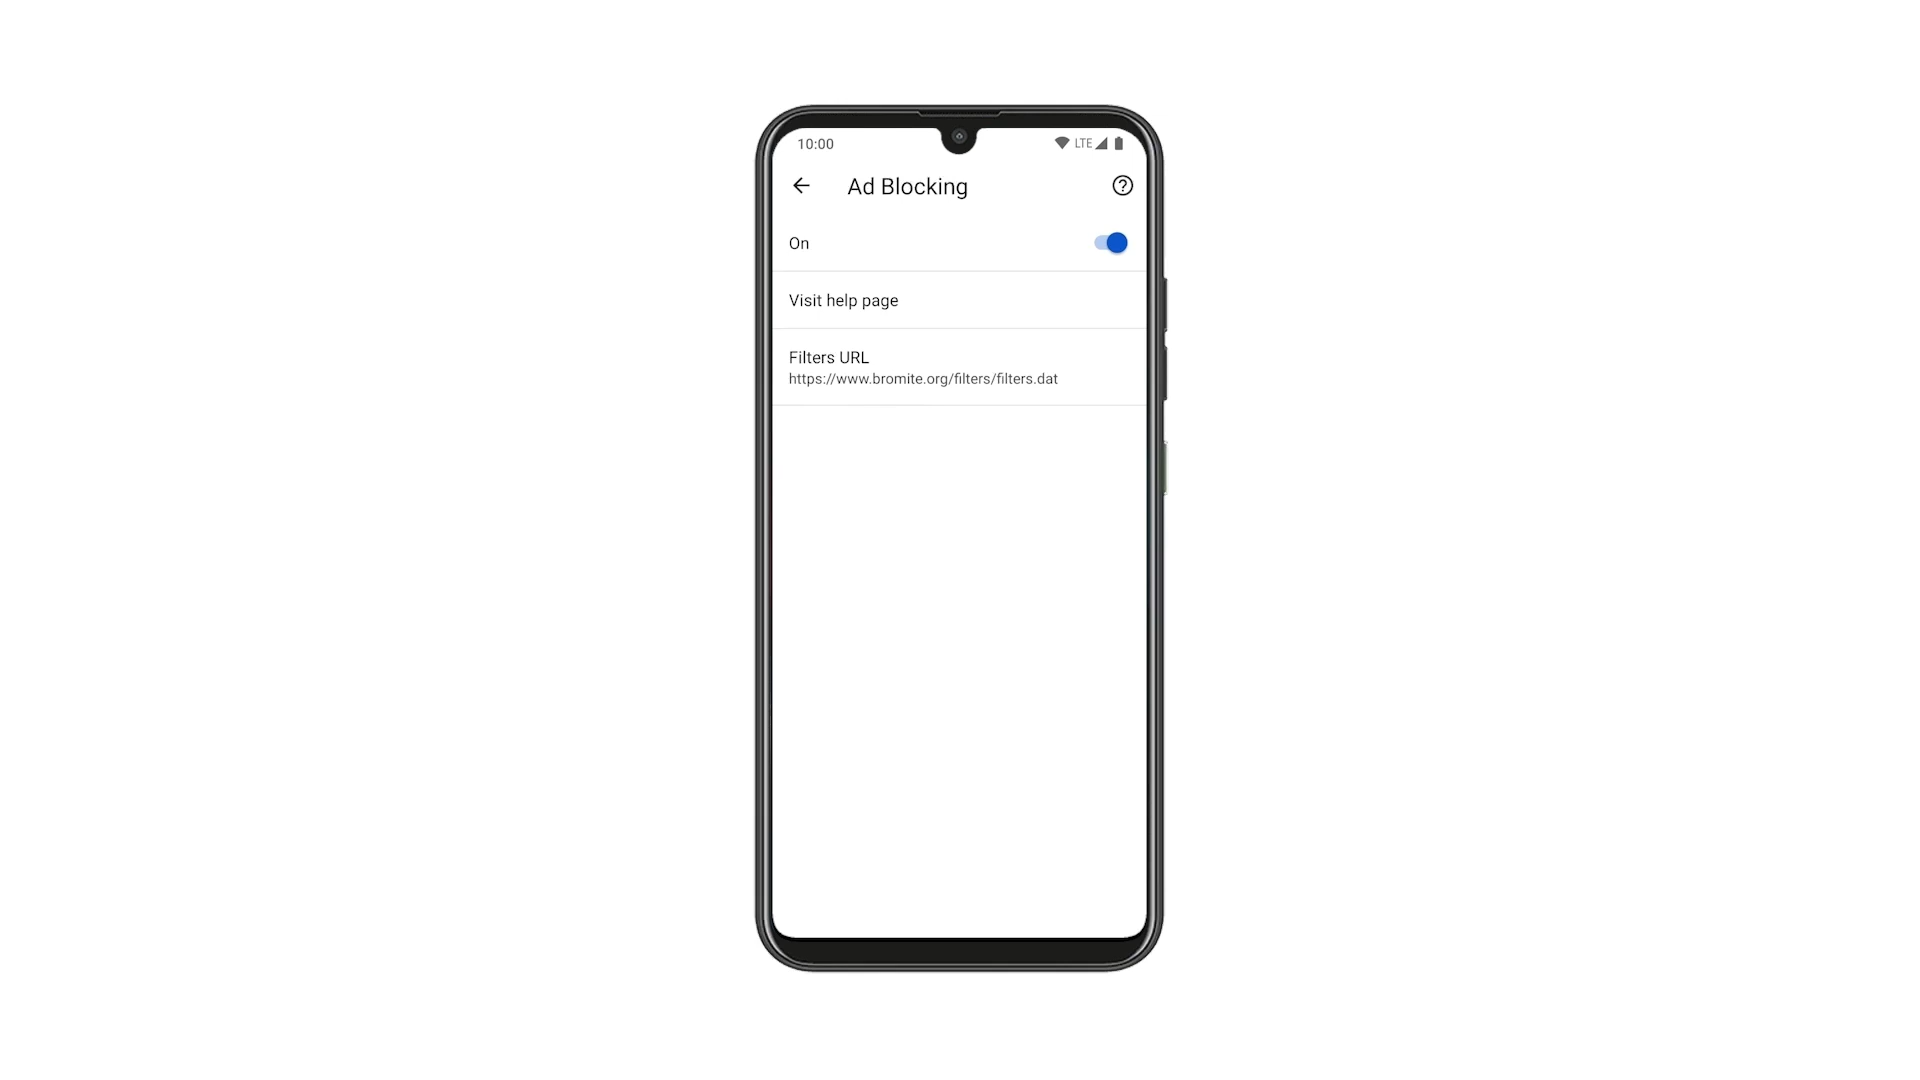 10:00
LTE
Ad Blocking
On
Visit help page
Filters URL
https://www.bromite.org/filters/filters.dat